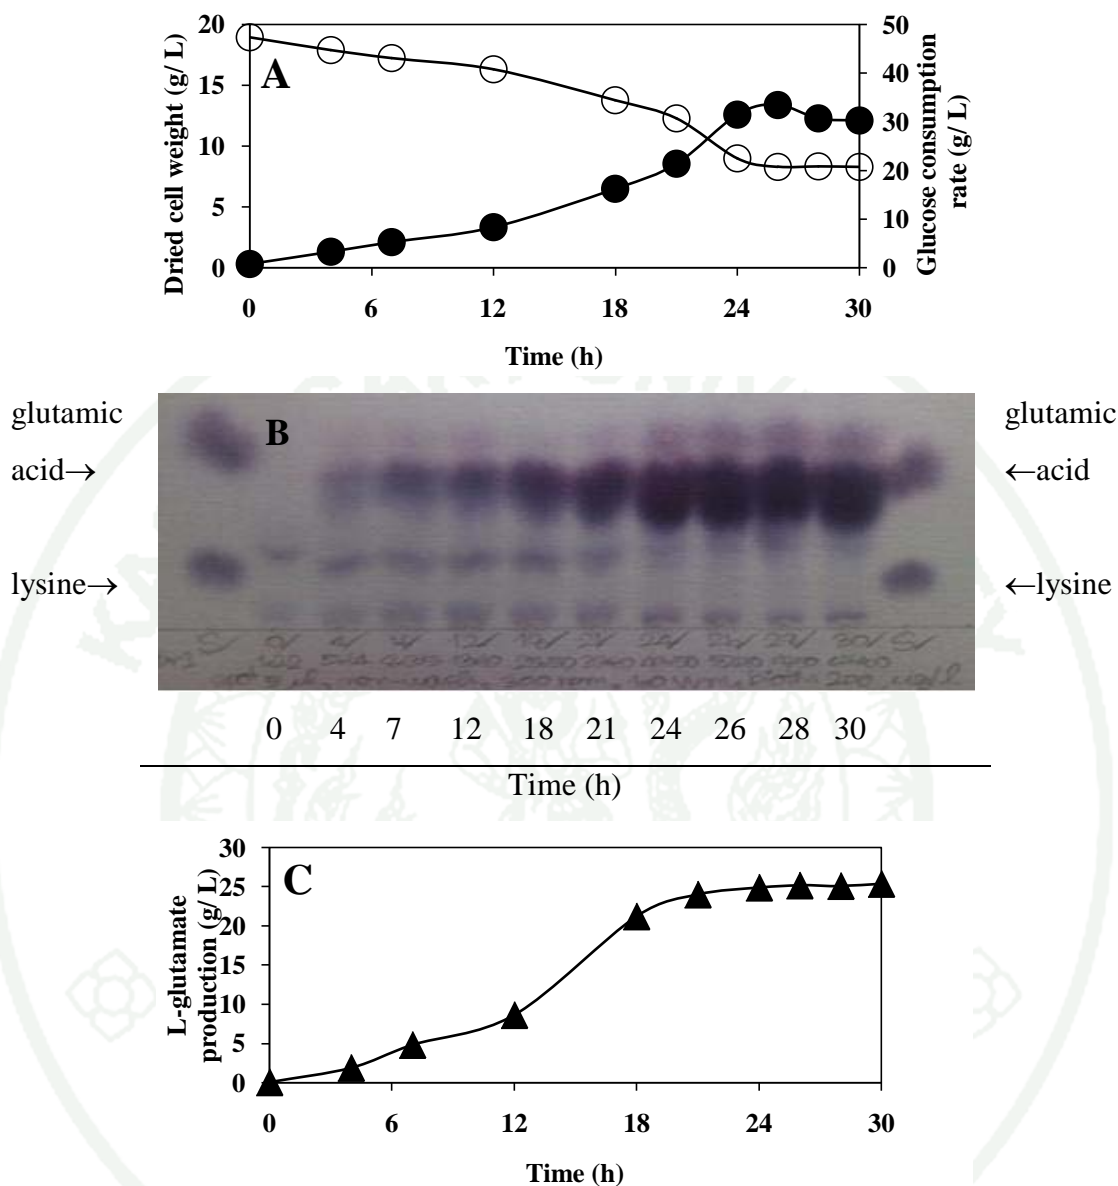 20
15
10
5
0
Dried cell weight (g/ L)
A
50
40
30
20
10
0
Glucose consumption
rate (g/ L)
0 6 12 18 24 30
Time (h)
glutamic
acid→
lysine→
B
glutamic
←acid
←lysine
0 4 7 12 18 21 24 26 28 30
Time (h)
30
25
20
15
10
5
0
L-glutamate
production (g/ L)
C
0 6 12 18 24 30
Time (h)